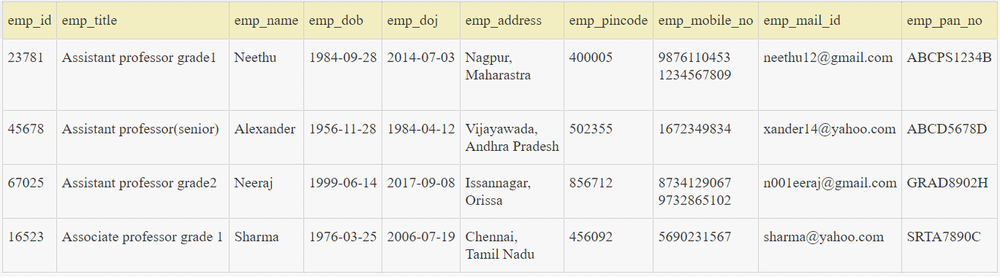 emp_id emp_title emp_name emp_dob emp_doj emp_address emp_pincode emp_mobile_no emp_mail_id emp_pan_no
23781 Assistant professor grade1 Neethu 1984-09-28 2014-07-03 Nagpur, 400005 9876110453 neethu12@gmail.com ABCPS1234B
Maharastra 1234567809
45678 Assistant professor(senior) Alexander 1956-11-28 1984-04-12 Vijayawada, 502355 1672349834 xander14@yahoo.com ABCD5678D
Andhra Pradesh
67025 Assistant professor grade2 Neeraj 1999-06-14 2017-09-08 Issannagar, 856712 8734129067 n001eeraj@gmail.com GRAD8902H
Orissa 9732865102
16523 Associate professor grade 1 Sharma 1976-03-25 2006-07-19 Chennai, 456092 5690231567 sharma@yahoo.com SRTA7890C
Tamil Nadu